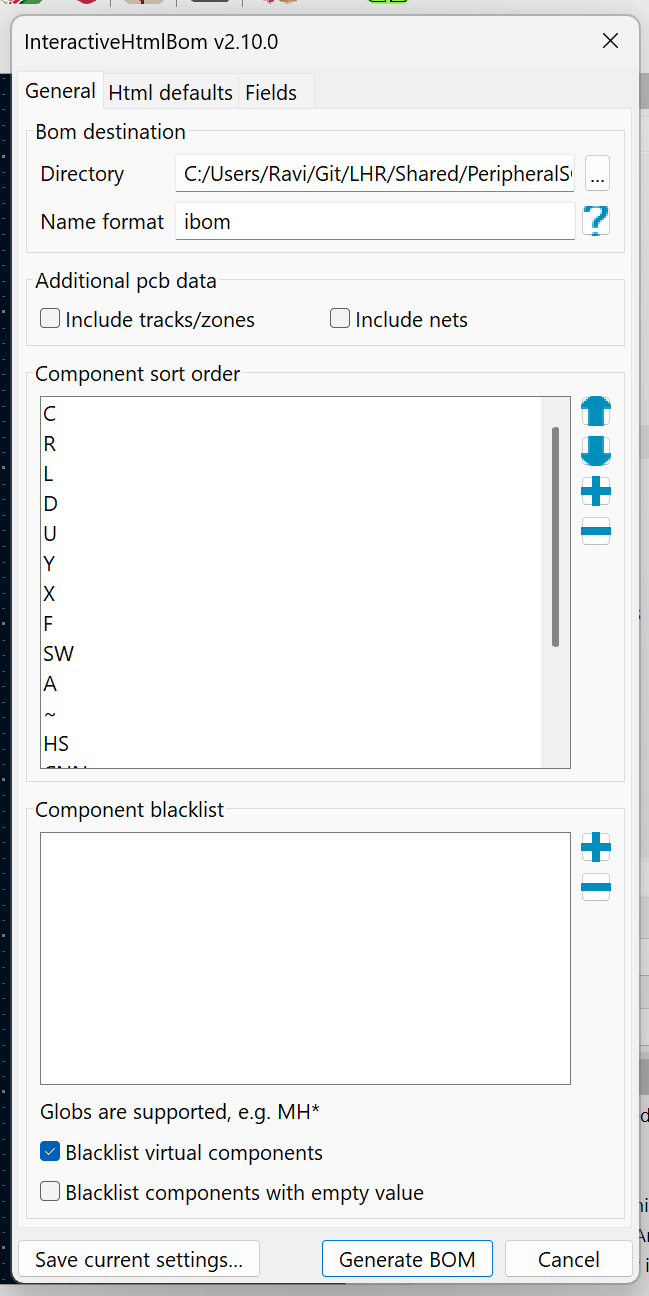 InteractiveHtmlBom v2.10.0
General Html defaults Fields
Bom destination
Directory C:/Users/Ravi/Git/LHR/Shared/PeripheralS ...
Name format ibom ?
Additional pcb data
Include tracks/zones Include nets
Component sort order
C
R
L
D
U
Y
X
F
SW
A
~
HS
Component blacklist
Globs are supported, e.g. MH*
Blacklist virtual components
Blacklist components with empty value
Save current settings... Generate BOM Cancel